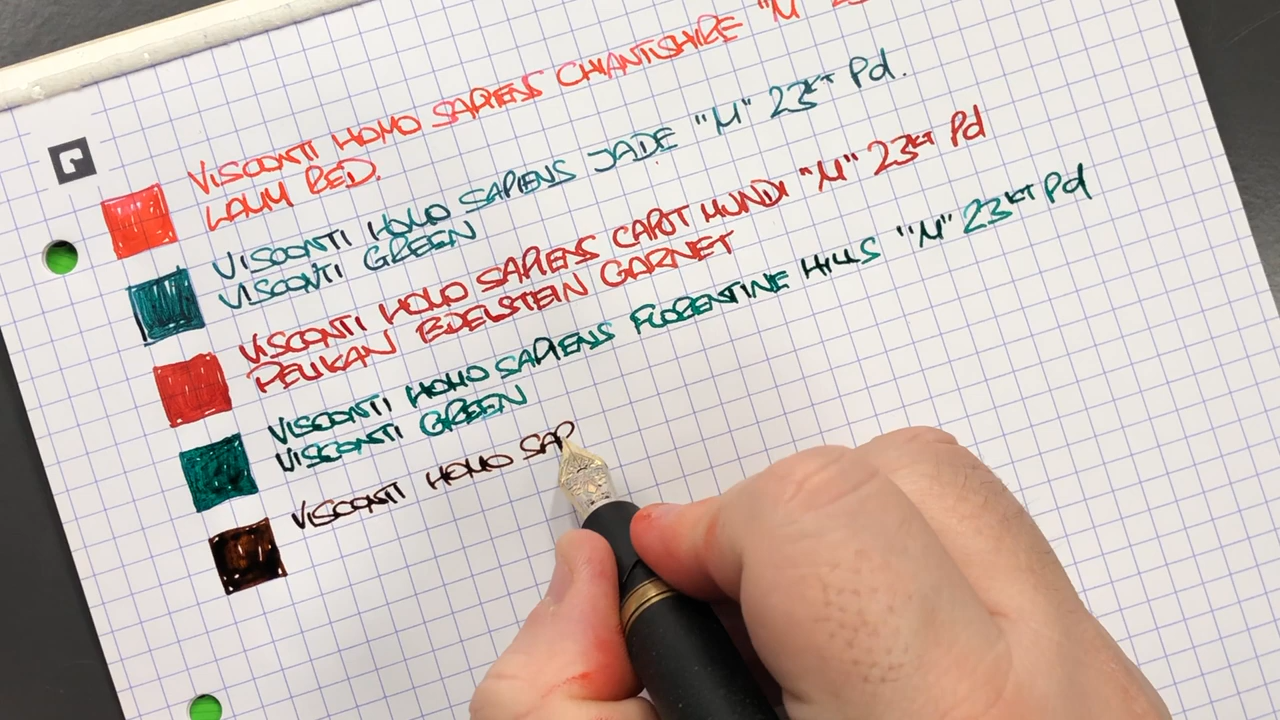 VISCONTI HOMO SAPIENS CHIANTISHIRE "M" 23
LAMY RED.
VISCONTI HOMO SAPIENS JADE "M" 23KT Pd.
VISCONTI GREEN
VISCONTI HOMO SAPIENS CAPUT MUNDI "M" 23KT Pd
PELIKAN EDELSTEIN GARNET
VISCONTI HOMO SAPIENS FLORENTINE HILLS "M" 23KT Pd
VISCONTI GREEN
VISCONTI HOMO SAP